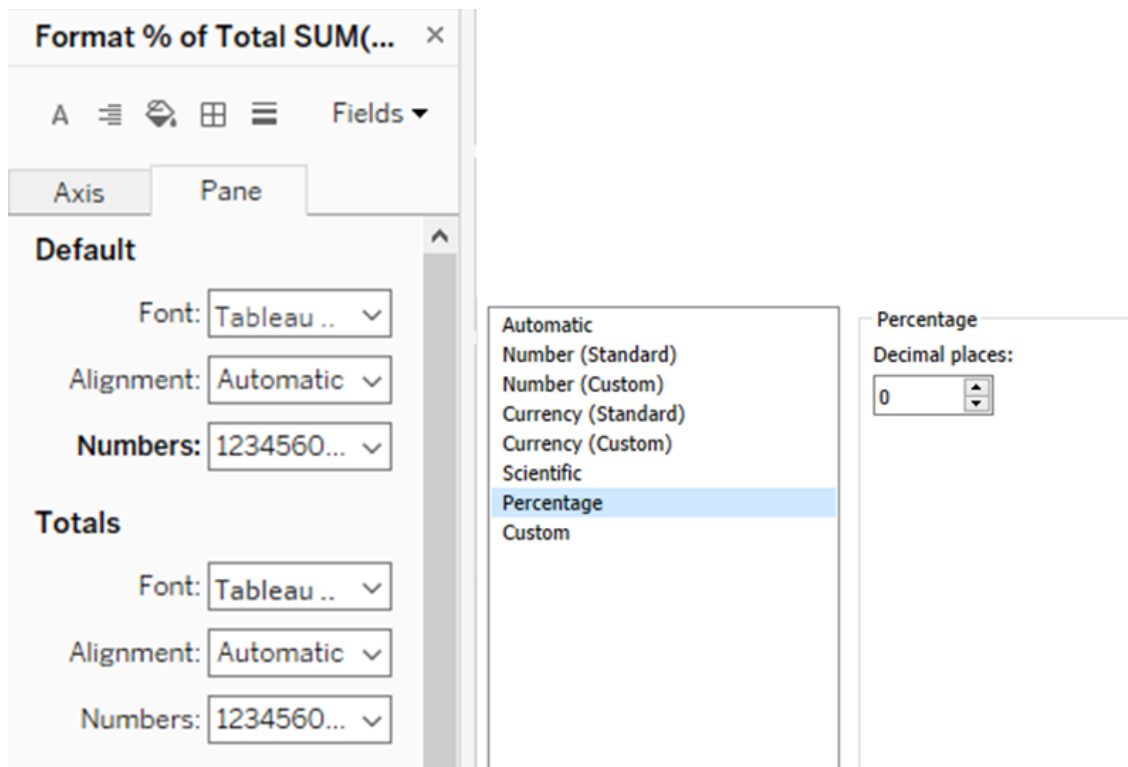 Format % of Total SUM(... ×
A Fields
Axis Pane
Default
Font: Tableau ..
Alignment: Automatic
Numbers: 1234560...
Totals
Font: Tableau ..
Alignment: Automatic
Numbers: 1234560...
Automatic
Number (Standard)
Number (Custom)
Currency (Standard)
Currency (Custom)
Scientific
Percentage
Custom
Percentage
Decimal places:
0